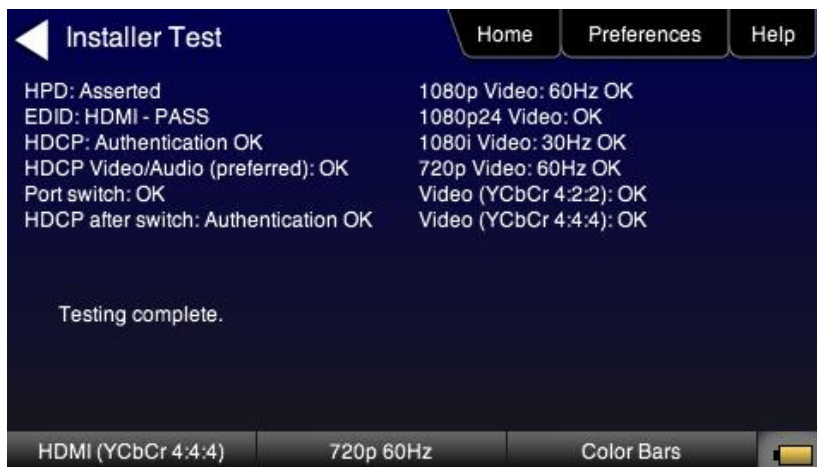 Installer Test
Home
Preferences
Help
HPD: Asserted
EDID: HDMI - PASS
HDCP: Authentication OK
HDCP Video/Audio (preferred): OK
Port switch: OK
HDCP after switch: Authentication OK
1080p Video: 60Hz OK
1080p24 Video: OK
1080i Video: 30Hz OK
720p Video: 60Hz OK
Video (YCbCr 4:2:2): OK
Video (YCbCr 4:4:4): OK
Testing complete.
HDMI (YCbCr 4:4:4)
720p 60Hz
Color Bars